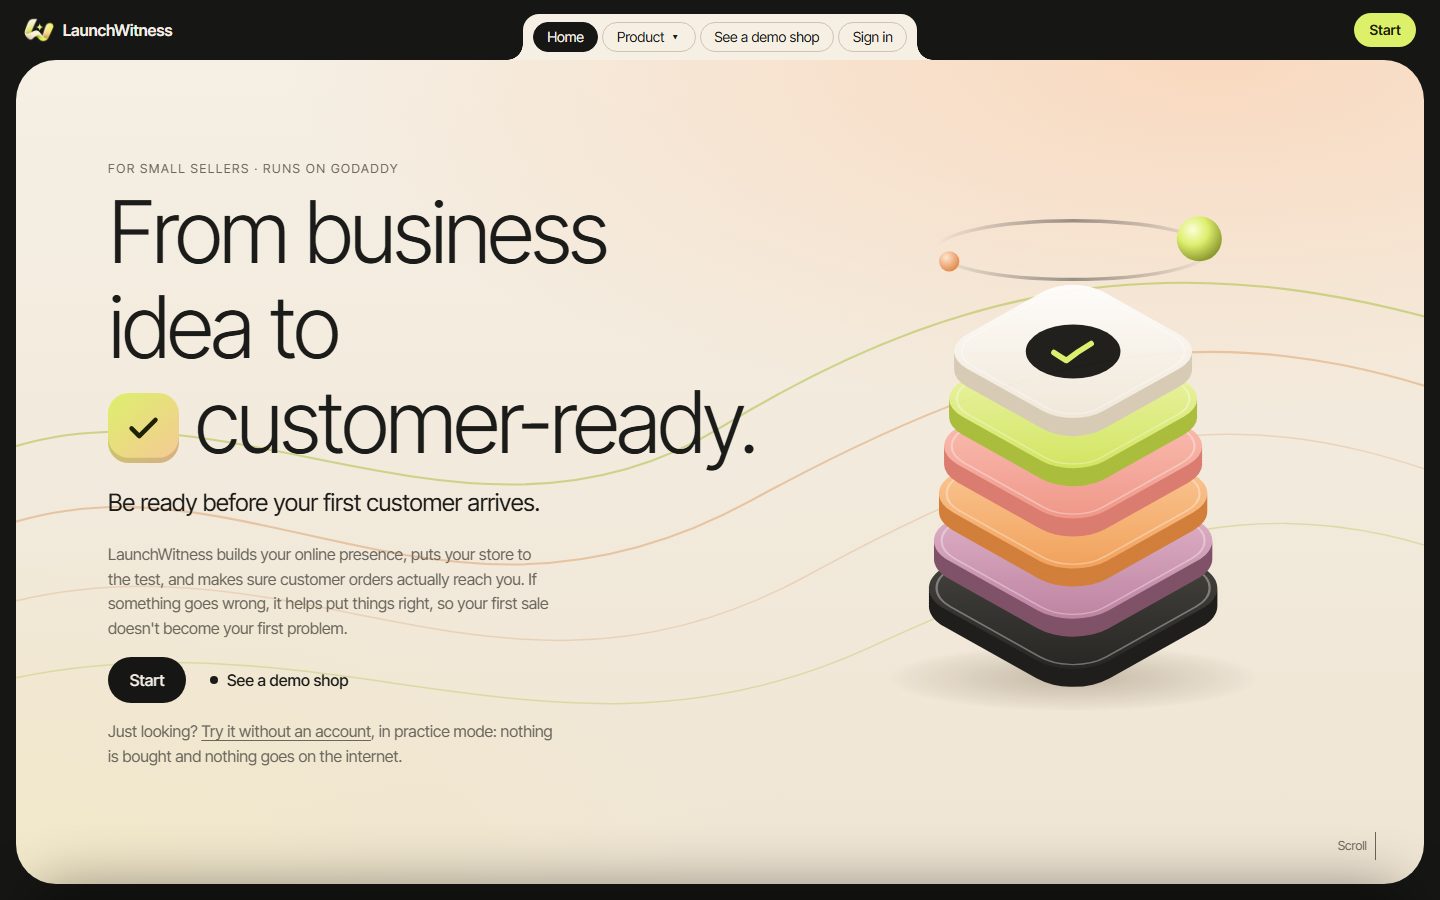 LaunchWitness
Home
Product
See a demo shop
Sign in
Start
FOR SMALL SELLERS · RUNS ON GODADDY
From business
idea to
customer-ready.
Be ready before your first customer arrives.
LaunchWitness builds your online presence, puts your store to
the test, and makes sure customer orders actually reach you. If
something goes wrong, it helps put things right, so your first sale
doesn't become your first problem.
Start
See a demo shop
Just looking? Try it without an account, in practice mode: nothing
is bought and nothing goes on the internet.
Scroll